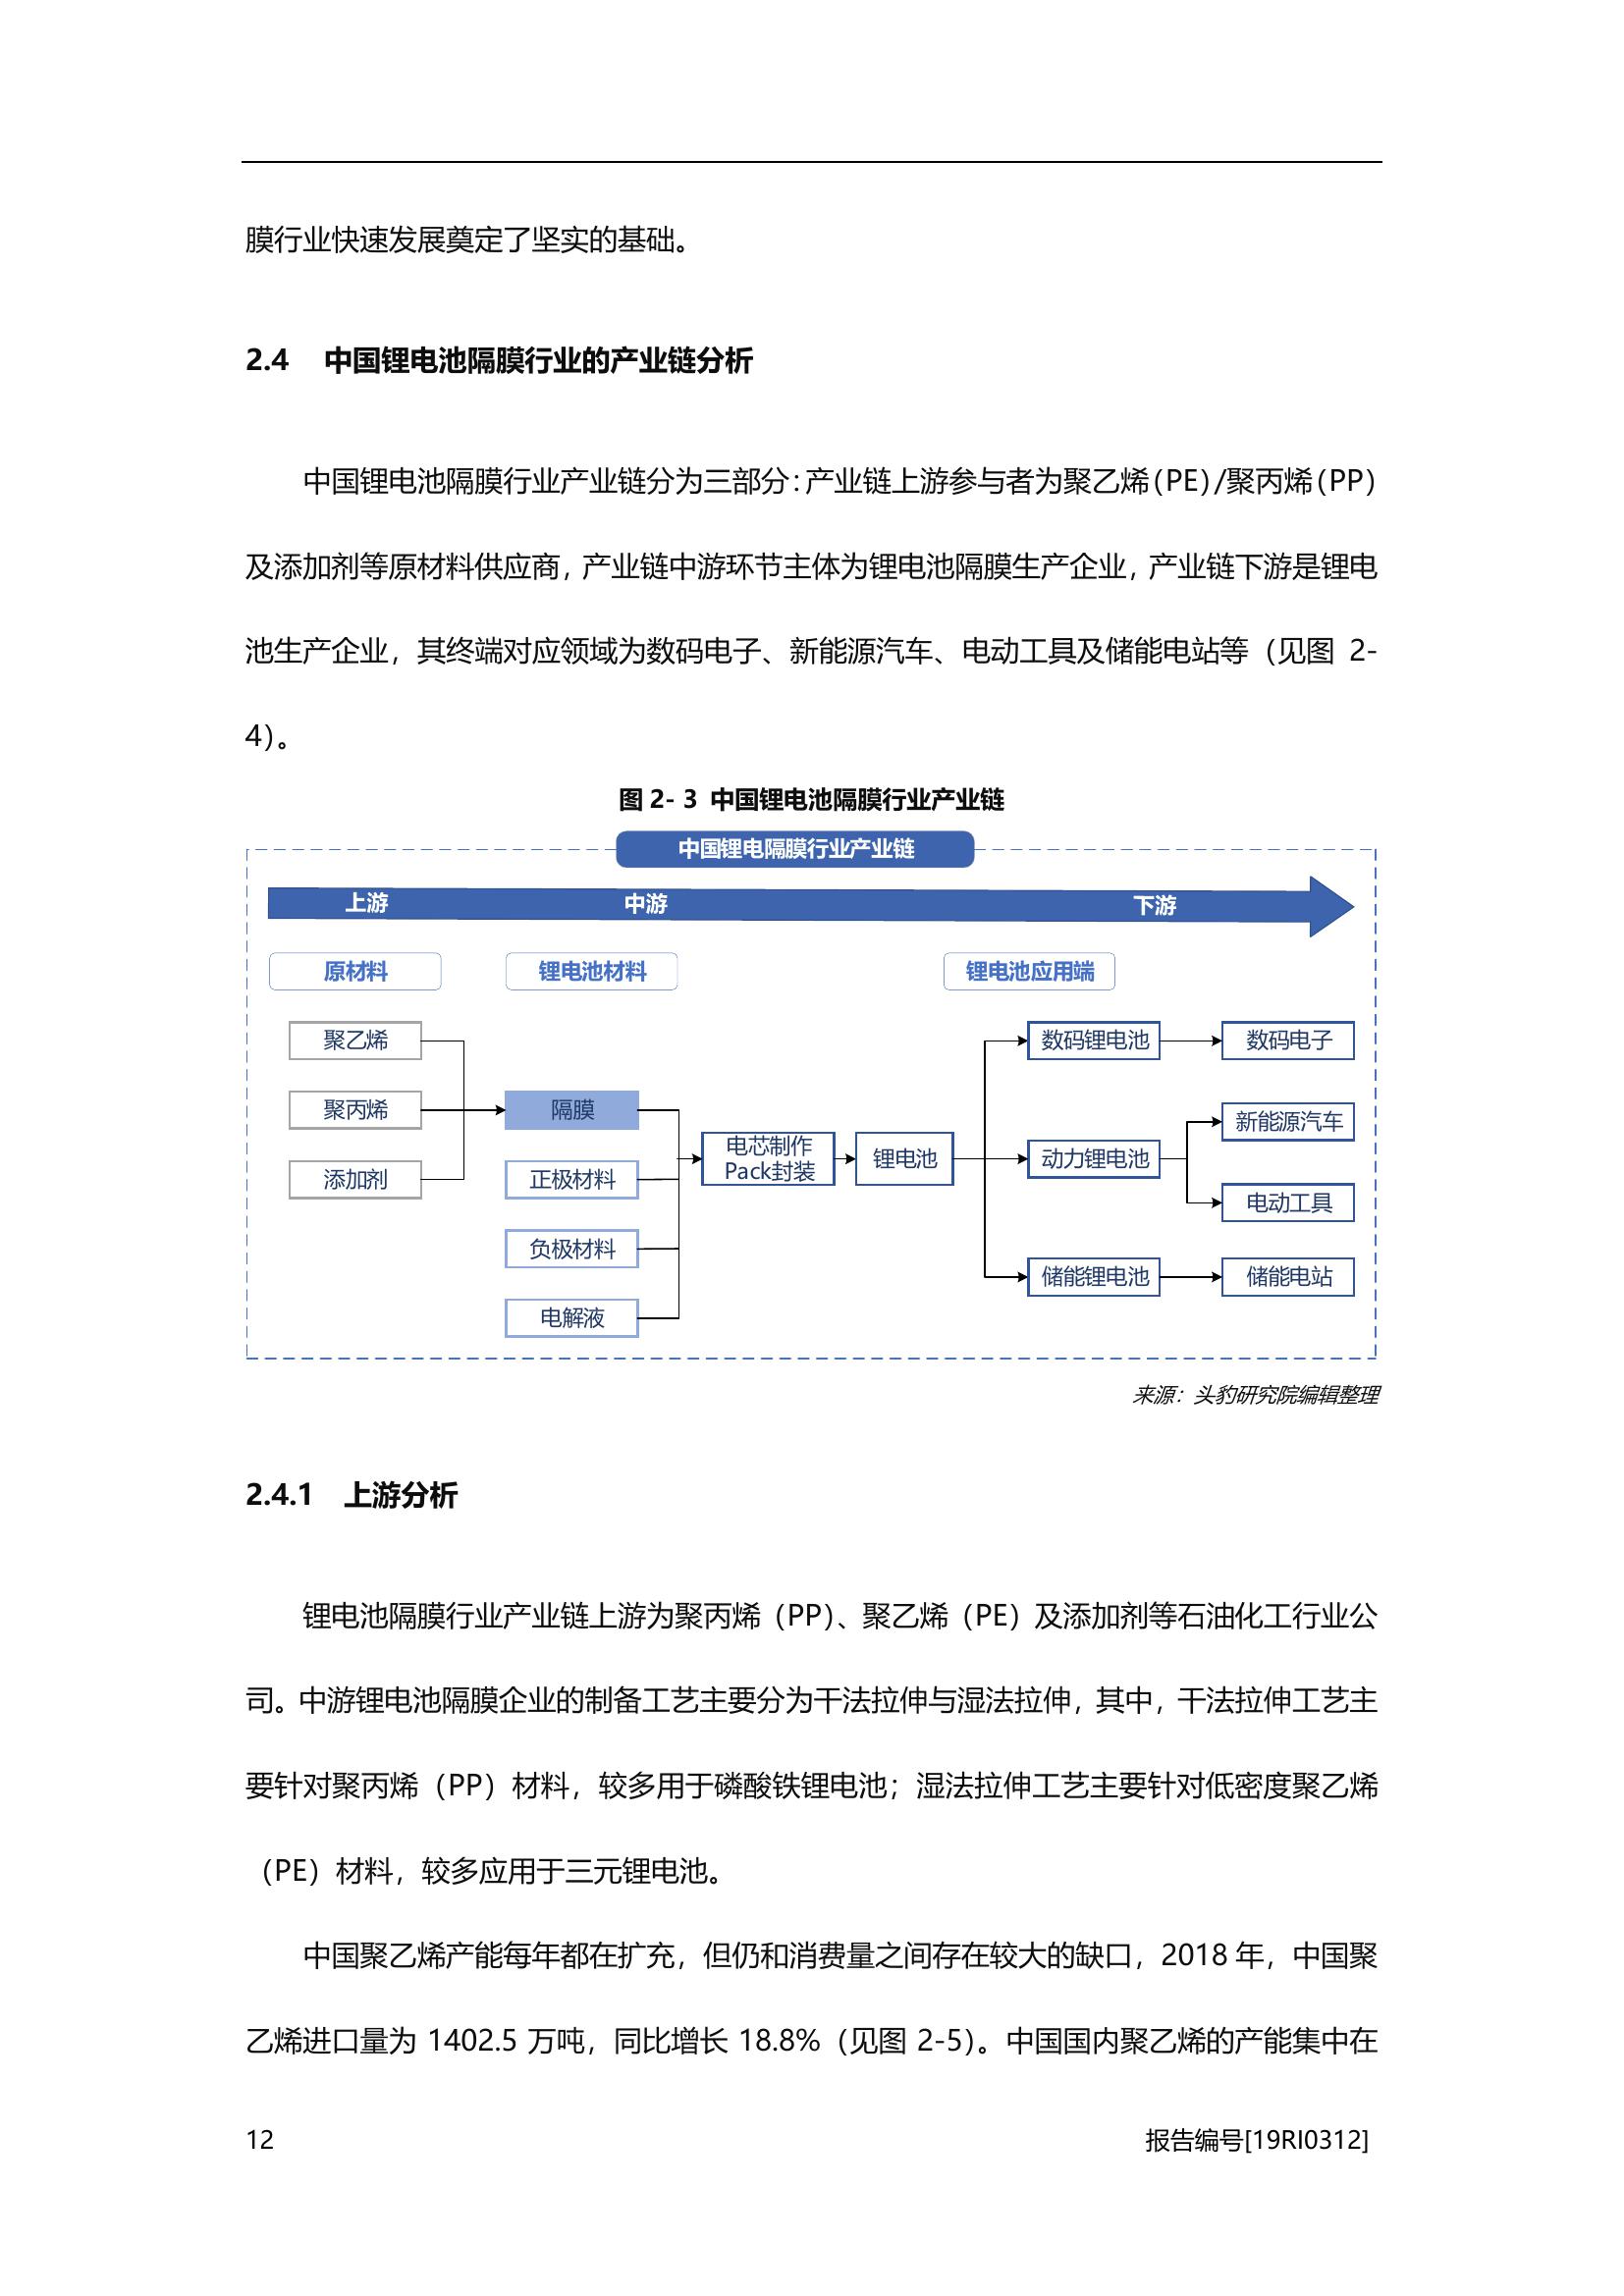 膜行业快速发展奠定了坚实的基础。
2.4 中国锂电池隔膜行业的产业链分析
中国锂电池隔膜行业产业链分为三部分：产业链上游参与者为聚乙烯（PE）/聚丙烯（PP）
及添加剂等原材料供应商，产业链中游环节主体为锂电池隔膜生产企业，产业链下游是锂电
池生产企业，其终端对应领域为数码电子、新能源汽车、电动工具及储能电站等（见图 2-
4）。
图 2- 3 中国锂电池隔膜行业产业链
中国锂电隔膜行业产业链
上游 中游 下游
原材料 锂电池材料 锂电池应用端
聚乙烯 数码锂电池 数码电子
聚丙烯 隔膜 新能源汽车
电芯制作
Pack封装
锂电池 动力锂电池
添加剂 正极材料 电动工具
负极材料 储能锂电池 储能电站
电解液
来源：头豹研究院编辑整理
2.4.1 上游分析
锂电池隔膜行业产业链上游为聚丙烯（PP）、聚乙烯（PE）及添加剂等石油化工行业公
司。中游锂电池隔膜企业的制备工艺主要分为干法拉伸与湿法拉伸，其中，干法拉伸工艺主
要针对聚丙烯（PP）材料，较多用于磷酸铁锂电池；湿法拉伸工艺主要针对低密度聚乙烯
（PE）材料，较多应用于三元锂电池。
中国聚乙烯产能每年都在扩充，但仍和消费量之间存在较大的缺口，2018 年，中国聚
乙烯进口量为 1402.5 万吨，同比增长 18.8%（见图 2-5）。中国国内聚乙烯的产能集中在
12 报告编号[19RI0312]